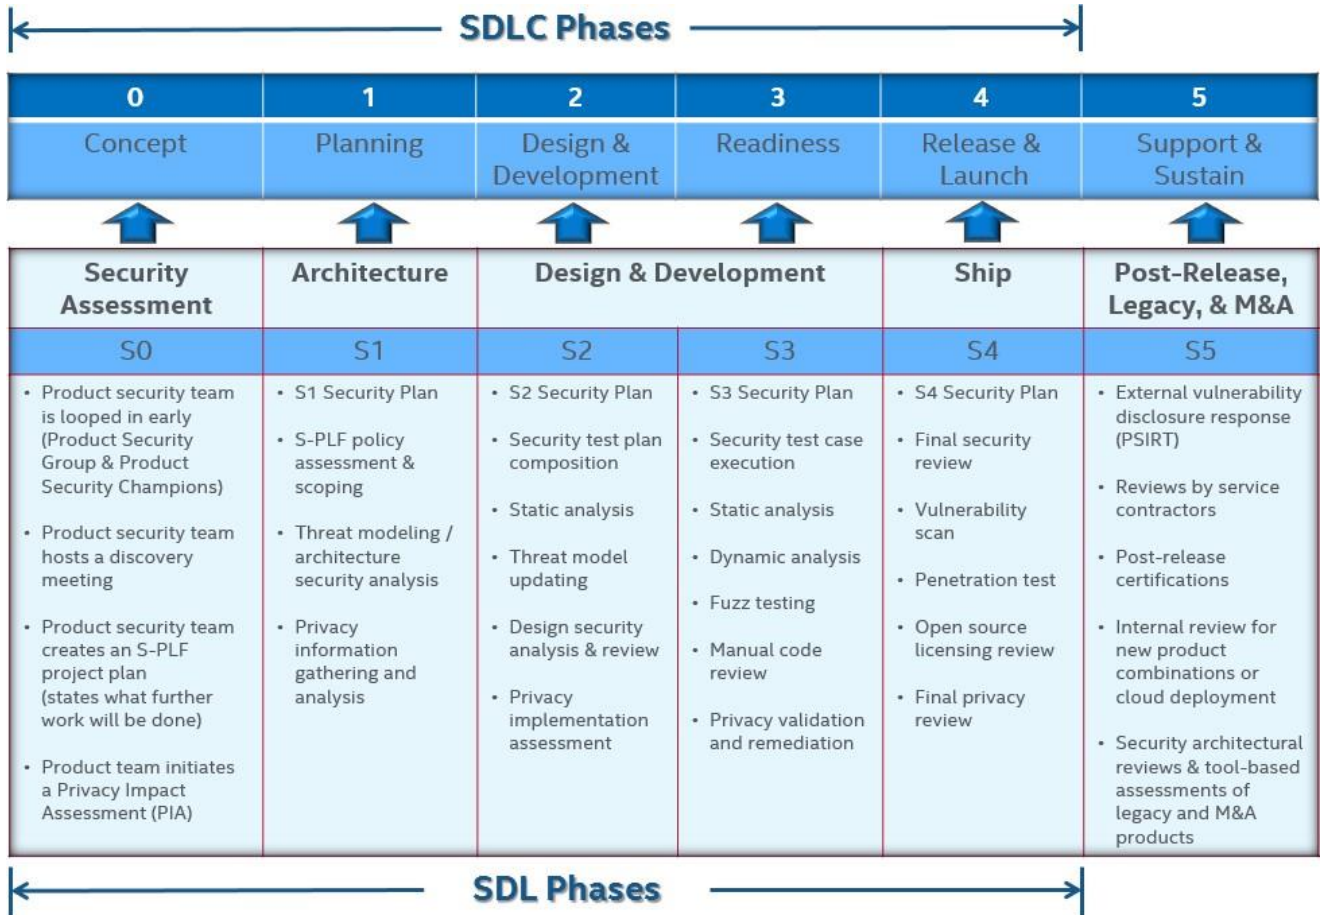 SDLC Phases
0
1
2
3
4
5
Concept
Planning
Design &
Development
Readiness
Release &
Launch
Support &
Sustain
Security
Assessment
Architecture
Design & Development
Ship
Post-Release,
Legacy, & M&A
S0
S1
S2
S3
S4
S5
• Product security team
is looped in early
(Product Security
Group & Product
Security Champions)
• Product security team
hosts a discovery
meeting
• Product security team
creates an S-PLF
project plan
(states what further
work will be done)
• Product team initiates
a Privacy Impact
Assessment (PIA)
• S1 Security Plan
• S-PLF policy
assessment &
scoping
• Threat modeling /
architecture
security analysis
• Privacy
information
gathering and
analysis
• S2 Security Plan
• Security test plan
composition
• Static analysis
• Threat model
updating
• Design security
analysis & review
• Privacy
implementation
assessment
• S3 Security Plan
• Security test case
execution
• Static analysis
• Dynamic analysis
• Fuzz testing
• Manual code
review
• Privacy validation
and remediation
• S4 Security Plan
• Final security
review
• Vulnerability
scan
• Penetration test
• Open source
licensing review
• Final privacy
review
• External vulnerability
disclosure response
(PSIRT)
• Reviews by service
contractors
• Post-release
certifications
• Internal review for
new product
combinations or
cloud deployment
• Security architectural
reviews & tool-based
assessments of
legacy and M&A
products
SDL Phases